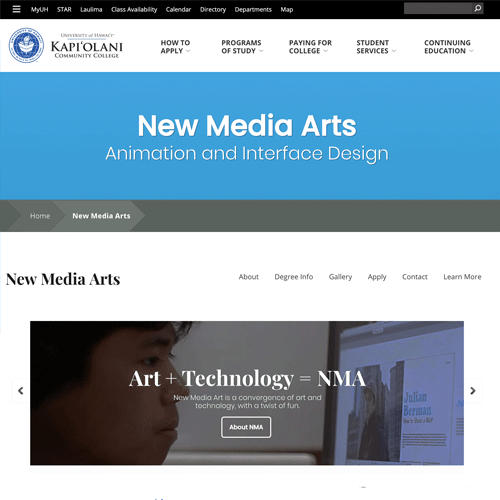 MyUH STAR Laulima Class Availability Calendar Directory Departments Map
UNIVERSITY OF HAWAIʻI®
KAPIʻOLANI
COMMUNITY COLLEGE
HOW TO
APPLY
PROGRAMS
OF STUDY
PAYING FOR
COLLEGE
STUDENT
SERVICES
CONTINUING
EDUCATION
New Media Arts
Animation and Interface Design
Home New Media Arts
New Media Arts
About Degree Info Gallery Apply Contact Learn More
Art + Technology = NMA
New Media Art is a convergence of art and
technology, with a twist of fun.
About NMA
Julian
Berman